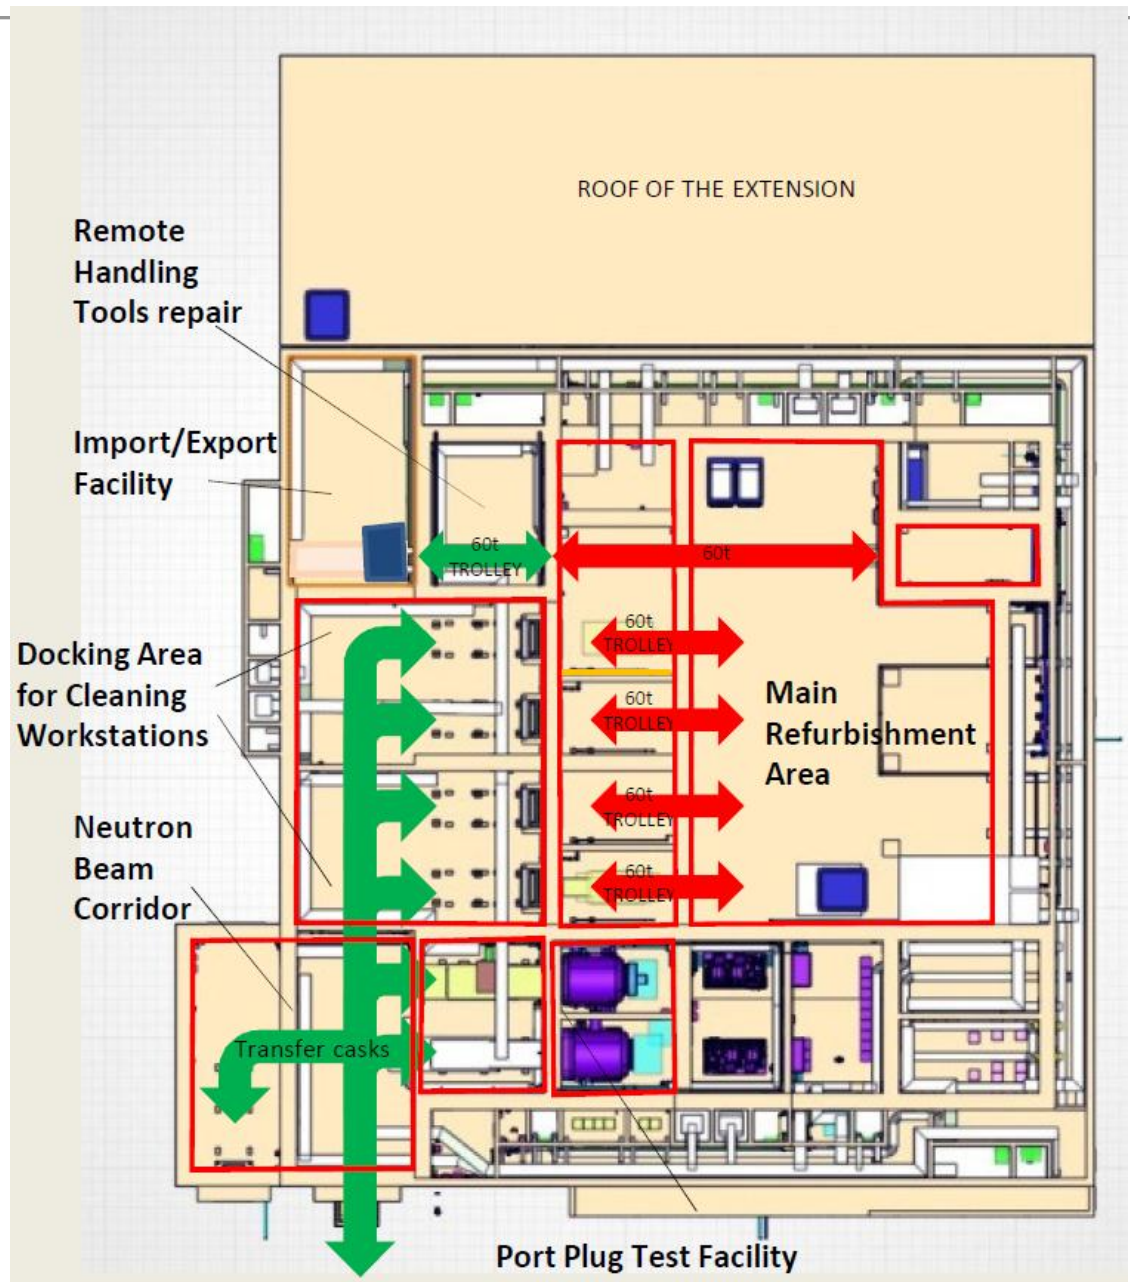 ROOF OF THE EXTENSION
Remote
Handling
Tools repair
Import/Export
Facility
60t
TROLLEY
60t
Docking Area
for Cleaning
Workstations
60t
TROLLEY
60t
TROLLEY
60t
TROLLEY
60t
TROLLEY
Main
Refurbishment
Area
Neutron
Beam
Corridor
Transfer casks
Port Plug Test Facility